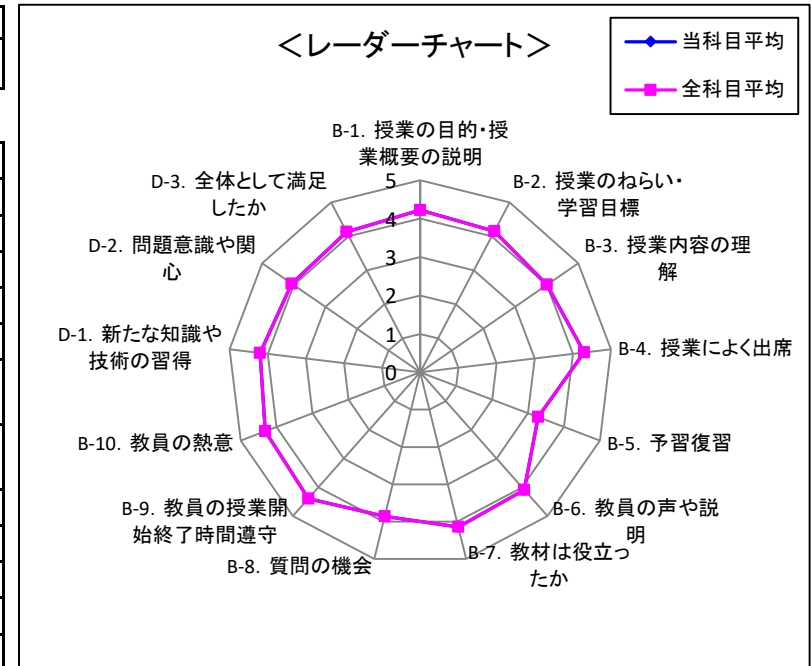 ＜レーダーチャート＞
当科目平均
全科目平均
B-1. 授業の目的・授
業概要の説明
B-2. 授業のねらい・
学習目標
B-3. 授業内容の理
解
B-4. 授業によく出席
B-5. 予習復習
B-6. 教員の声や説
明
B-7. 教材は役立っ
たか
B-8. 質問の機会
B-9. 教員の授業開
始終了時間遵守
B-10. 教員の熱意
D-1. 新たな知識や
技術の習得
D-2. 問題意識や関
心
D-3. 全体として満足
したか
5
4
3
2
1
0